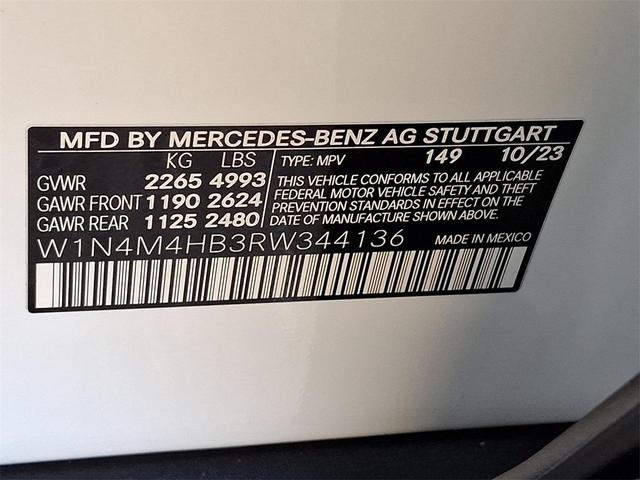 MFD BY MERCEDES-BENZ AG STUTTGART
KG LBS TYPE: MPV 149 10/23
GVWR 2265 4993 THIS VEHICLE CONFORMS TO ALL APPLICABLE
FEDERAL MOTOR VEHICLE SAFETY AND THEFT
GAWR FRONT 1190 2624 PREVENTION STANDARDS IN EFFECT ON THE
GAWR REAR 1125 2480 DATE OF MANUFACTURE SHOWN ABOVE.
W1N4M4HB3RW344136 MADE IN MEXICO